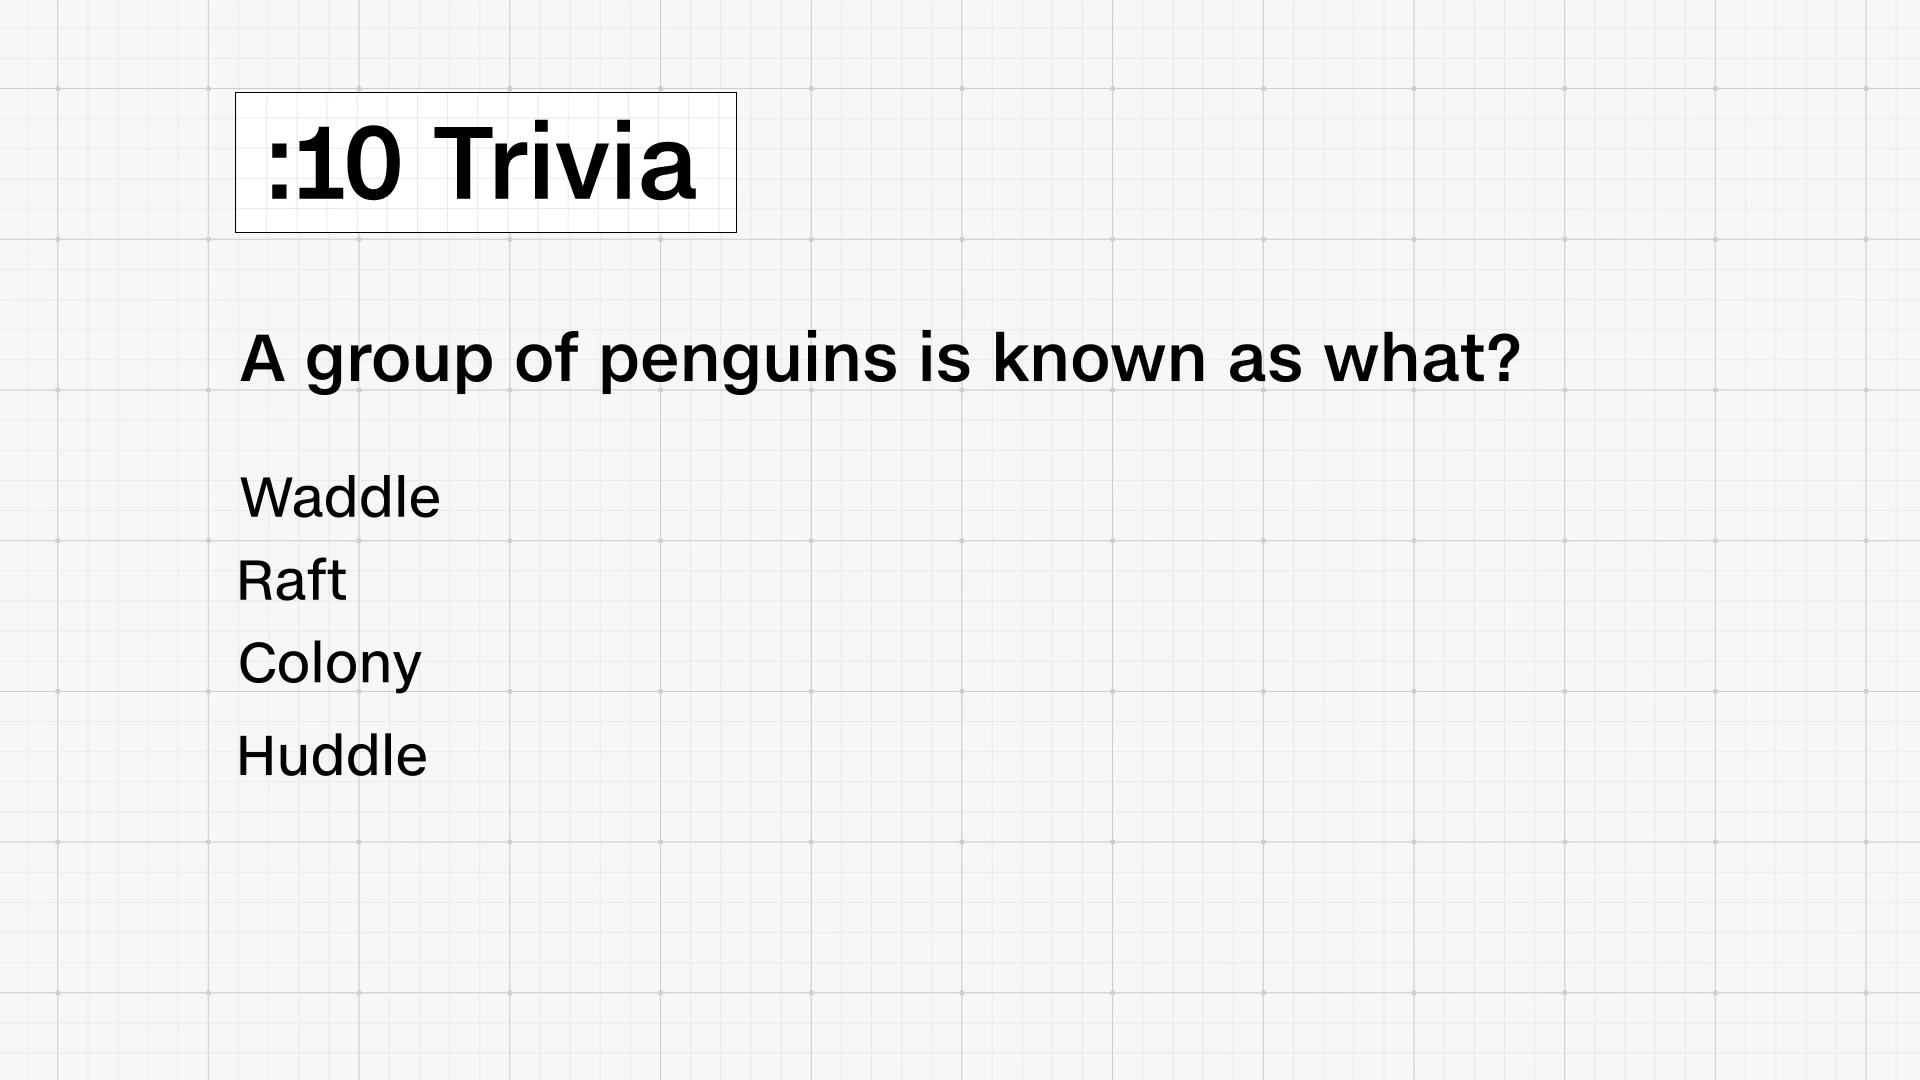 :10 Trivia
A group of penguins is known as what?
Waddle
Raft
Colony
Huddle